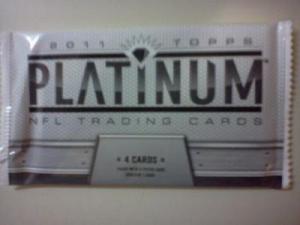 2011 TOPPS
PLATINUM
NFL TRADING CARDS
4 CARDS